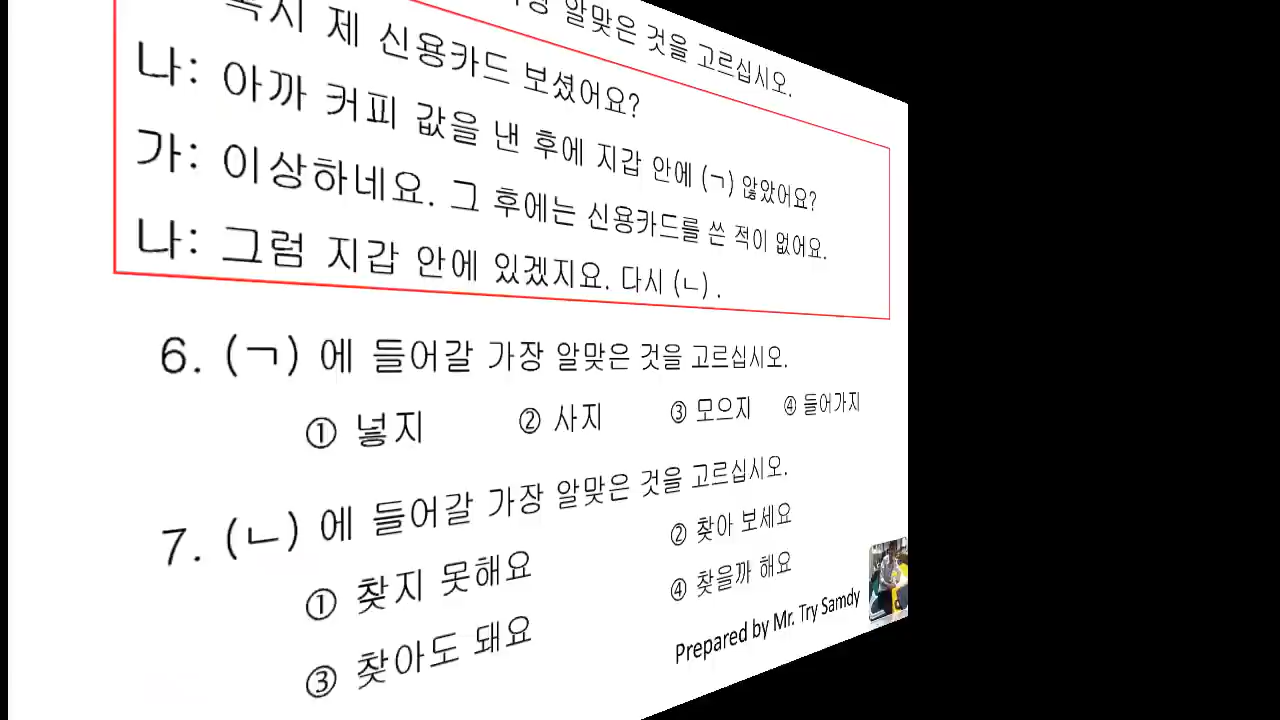 알맞은 것을 고르십시오.
혹시 제 신용카드 보셨어요?
나: 아까 커피 값을 낸 후에 지갑 안에 (ㄱ) 않았어요?
가: 이상하네요. 그 후에는 신용카드를 쓴 적이 없어요.
나: 그럼 지갑 안에 있겠지요. 다시 (ㄴ) .
6. (ㄱ) 에 들어갈 가장 알맞은 것을 고르십시오.
① 넣지 ② 사지 ③ 모으지 ④ 들어가지
7. (ㄴ) 에 들어갈 가장 알맞은 것을 고르십시오.
① 찾지 못해요 ② 찾아 보세요
③ 찾아도 돼요 ④ 찾을까 해요
Prepared by Mr. Try Samdy